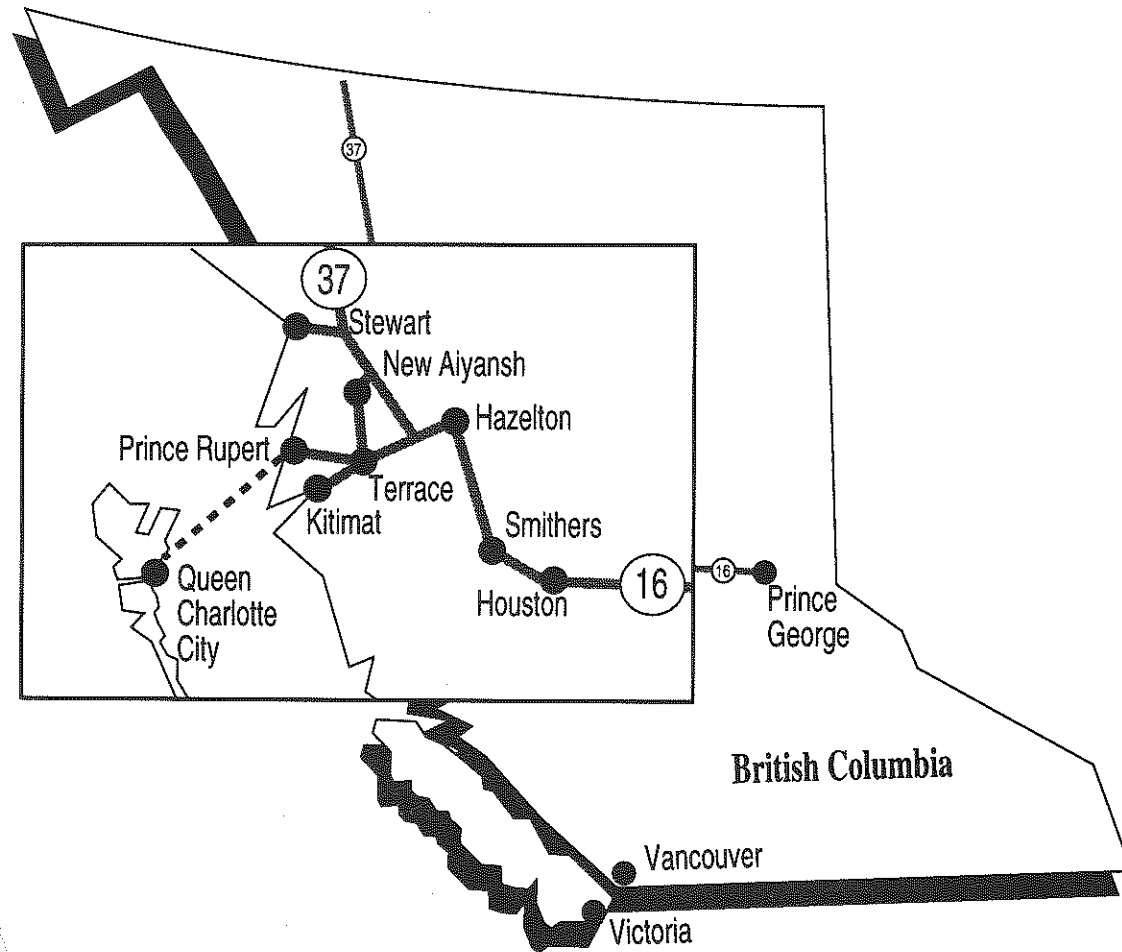 37
37
Stewart
New Aiyansh
Hazelton
Prince Rupert
Terrace
Kitimat
Smithers
Queen
Charlotte
City
Houston
16
16
Prince
George
British Columbia
Vancouver
Victoria